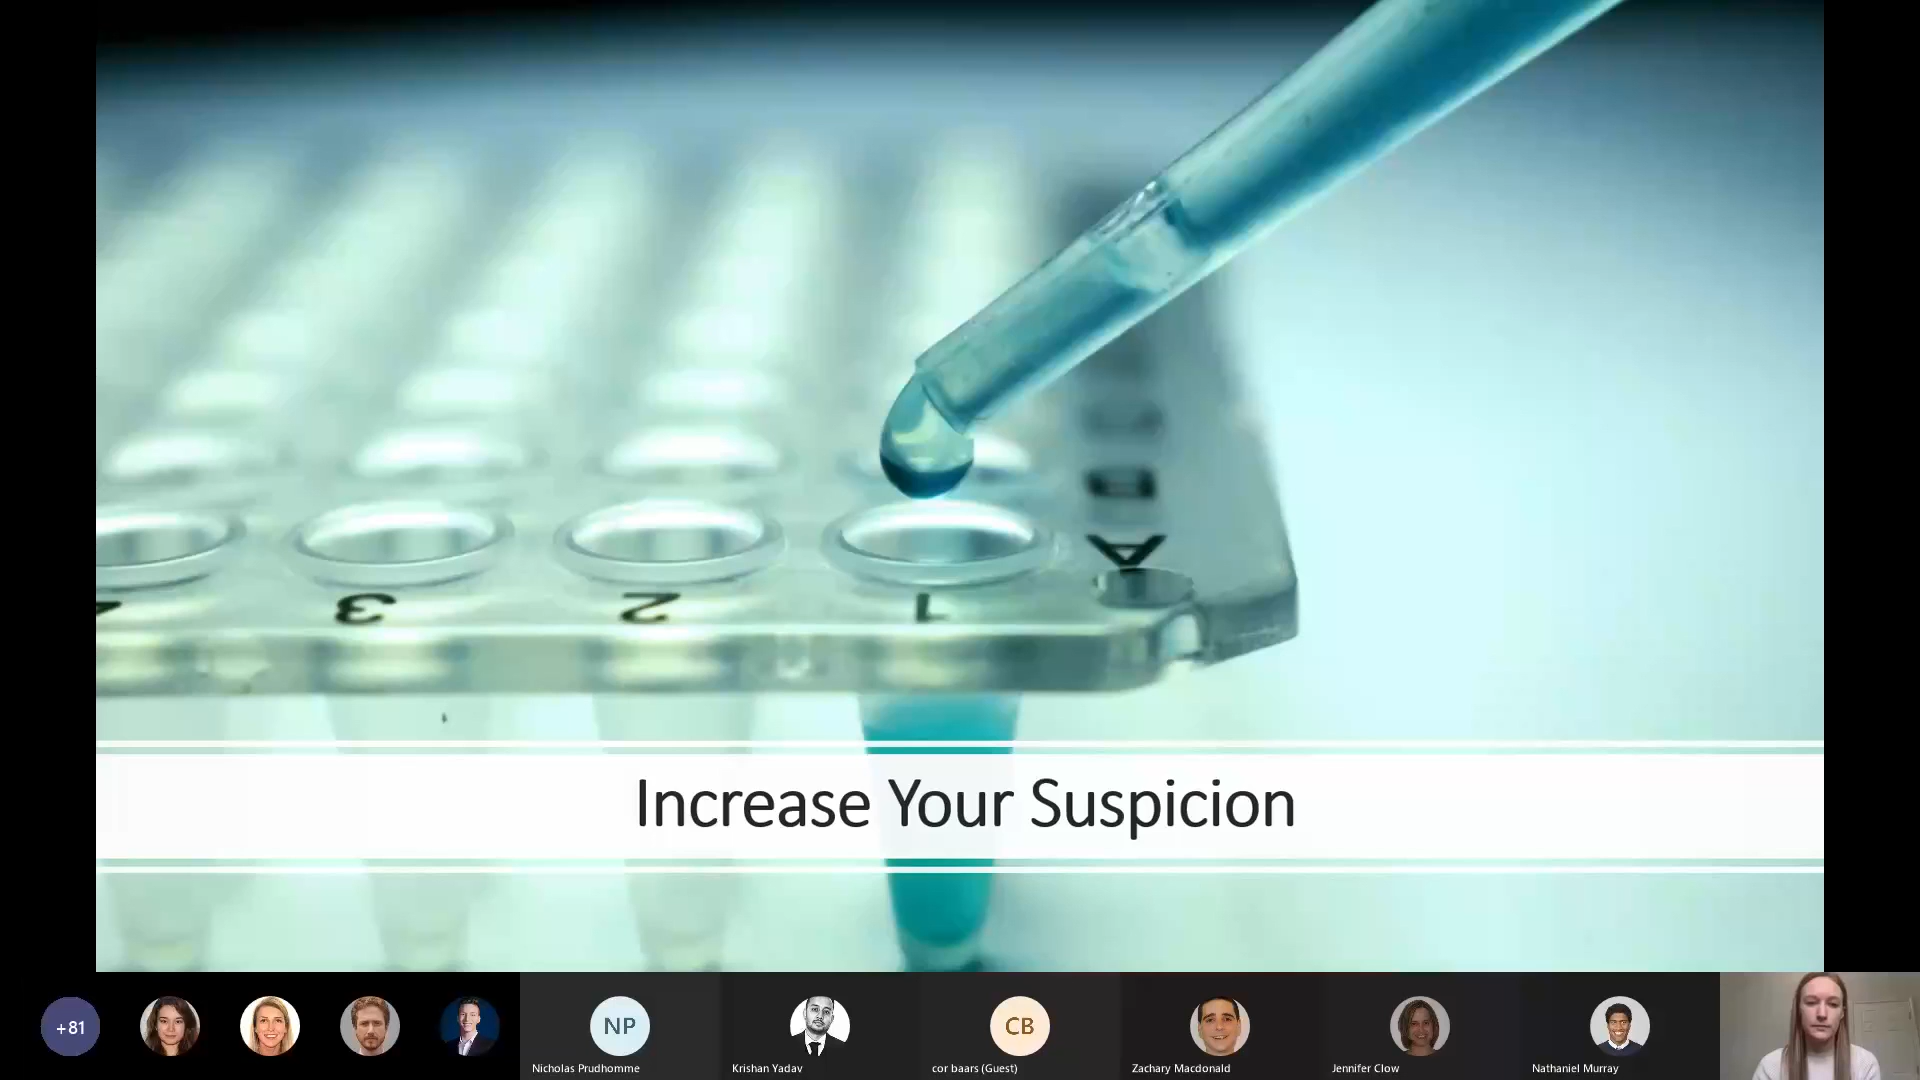 A
3
2
1
Increase Your Suspicion
+81
NP
CB
Nicholas Prudhomme
Krishan Yadav
cor baars (Guest)
Zachary Macdonald
Jennifer Clow
Nathaniel Murray